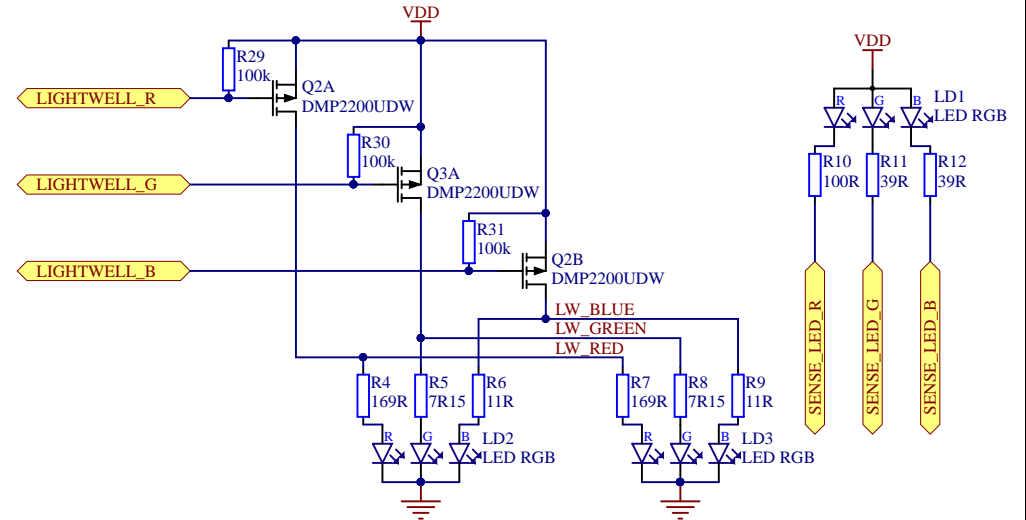 VDD
R29
100k
LIGHTWELL_R
Q2A
DMP2200UDW
R30
100k
LIGHTWELL_G
Q3A
DMP2200UDW
R31
100k
LIGHTWELL_B
Q2B
DMP2200UDW
LW_BLUE
LW_GREEN
LW_RED
R4
169R
R5
7R15
R6
11R
R
G
B
LD2
LED RGB
R7
169R
R8
7R15
R9
11R
R
G
B
LD3
LED RGB
VDD
R
G
B
LD1
LED RGB
R10
100R
R11
39R
R12
39R
SENSE_LED_R
SENSE_LED_G
SENSE_LED_B